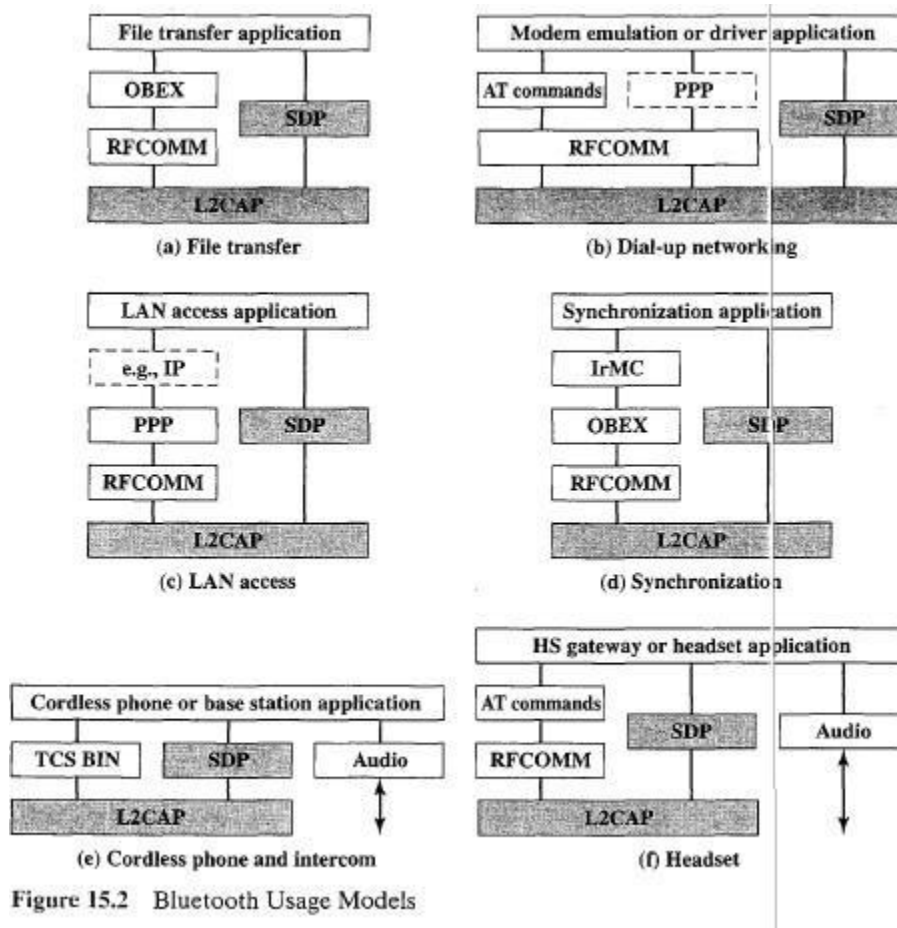 File transfer application
OBEX
SDP
RFCOMM
L2CAP
(a) File transfer
Modem emulation or driver application
AT commands
PPP
SDP
RFCOMM
L2CAP
(b) Dial-up networking
LAN access application
e.g., IP
PPP
SDP
RFCOMM
L2CAP
(c) LAN access
Synchronization application
IrMC
OBEX
SDP
RFCOMM
L2CAP
(d) Synchronization
Cordless phone or base station application
TCS BIN
SDP
Audio
L2CAP
(e) Cordless phone and intercom
HS gateway or headset application
AT commands
SDP
Audio
RFCOMM
L2CAP
(f) Headset
Figure 15.2 Bluetooth Usage Models